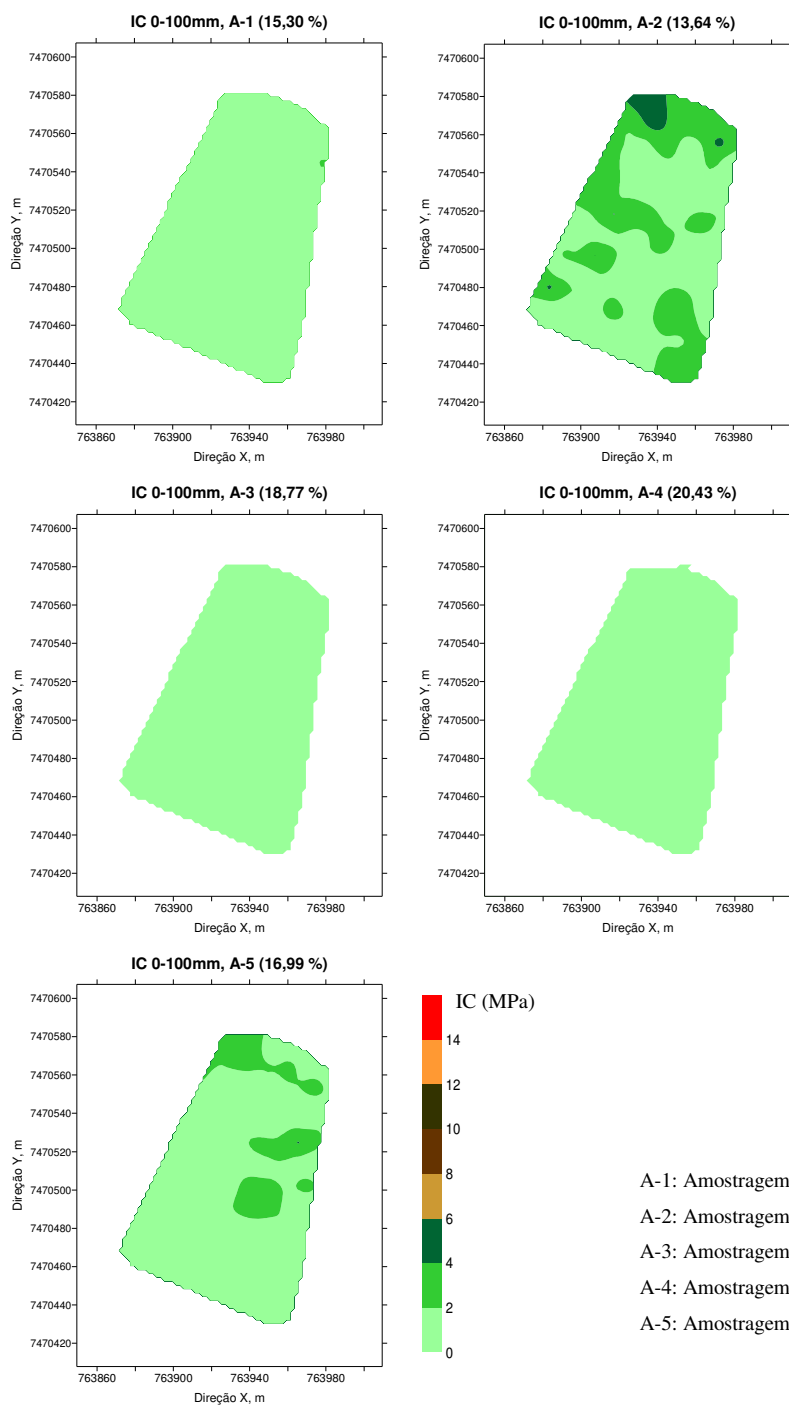 IC 0-100mm, A-1 (15,30 %)
7470600
7470580
7470560
7470540
7470520
7470500
7470480
7470460
7470440
7470420
Direção Y, m
763860 763900 763940 763980
Direção X, m
IC 0-100mm, A-2 (13,64 %)
7470600
7470580
7470560
7470540
7470520
7470500
7470480
7470460
7470440
7470420
Direção Y, m
763860 763900 763940 763980
Direção X, m
IC 0-100mm, A-3 (18,77 %)
7470600
7470580
7470560
7470540
7470520
7470500
7470480
7470460
7470440
7470420
Direção Y, m
763860 763900 763940 763980
Direção X, m
IC 0-100mm, A-4 (20,43 %)
7470600
7470580
7470560
7470540
7470520
7470500
7470480
7470460
7470440
7470420
Direção Y, m
763860 763900 763940 763980
Direção X, m
IC 0-100mm, A-5 (16,99 %)
7470600
7470580
7470560
7470540
7470520
7470500
7470480
7470460
7470440
7470420
Direção Y, m
763860 763900 763940 763980
Direção X, m
IC (MPa)
14
12
10
8
6
4
2
0
A-1: Amostragem
A-2: Amostragem
A-3: Amostragem
A-4: Amostragem
A-5: Amostragem